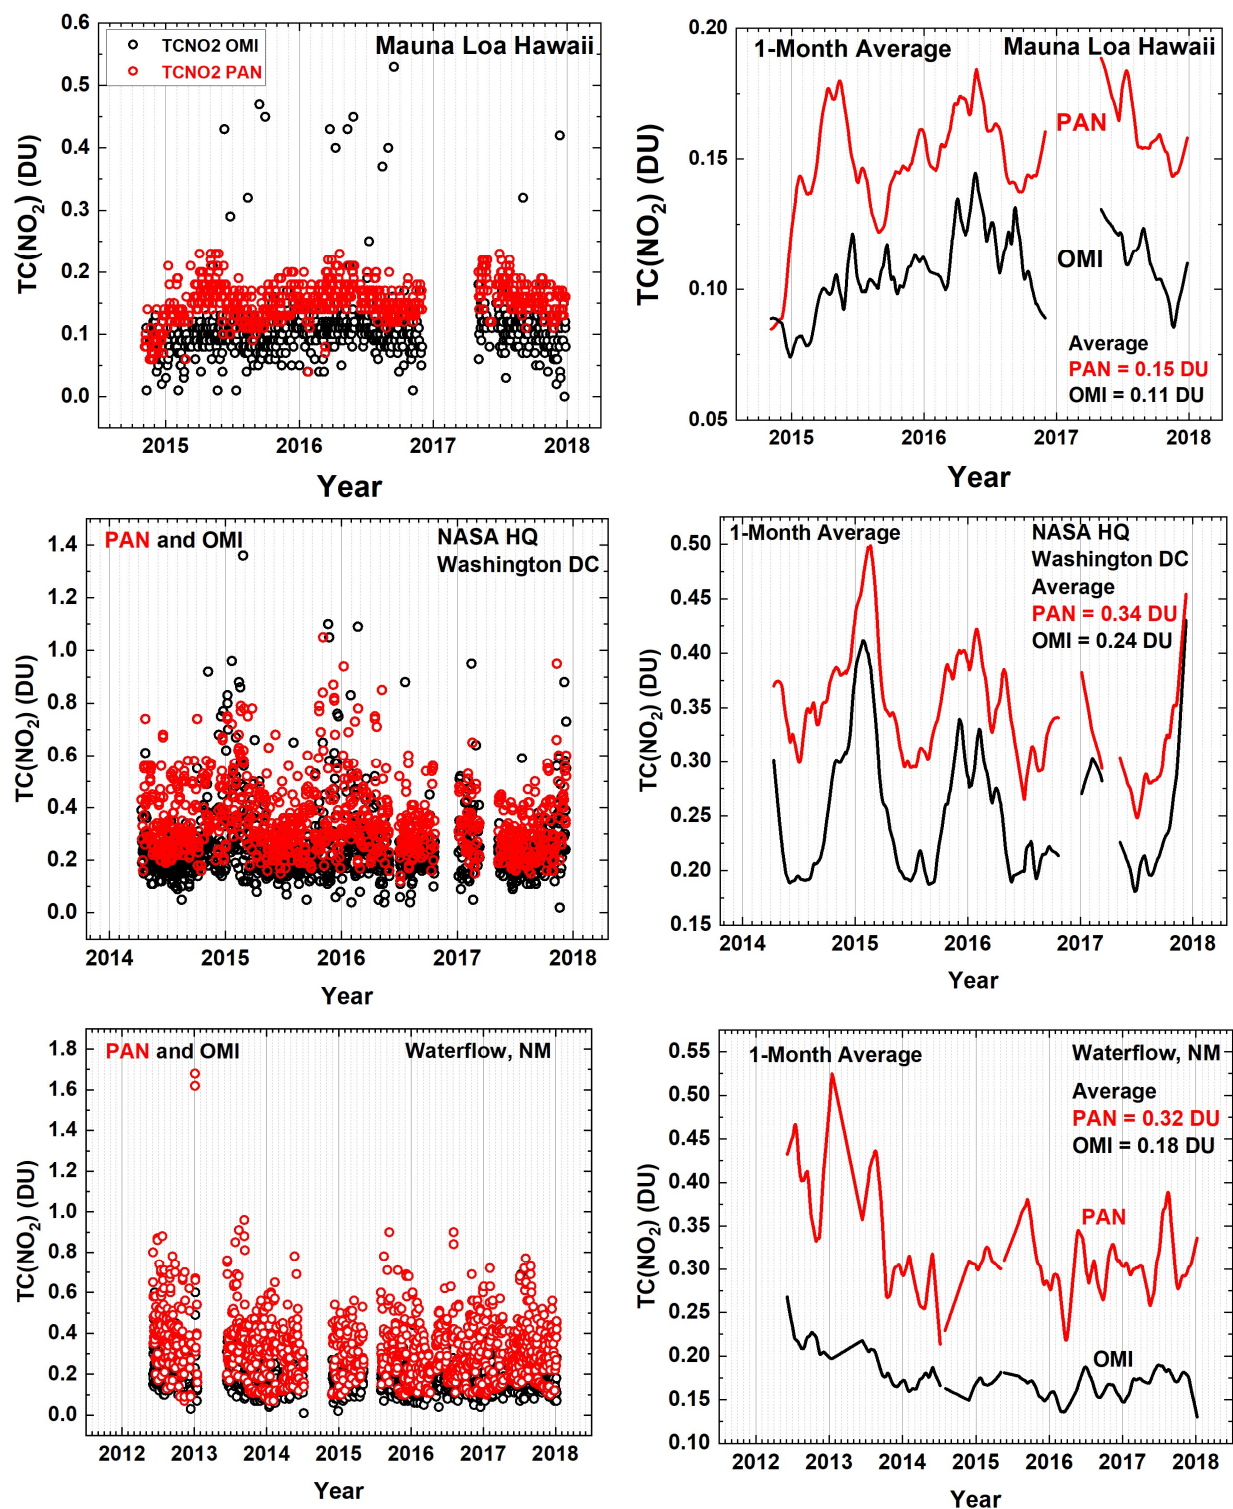 0.6
0.5
0.4
0.3
0.2
0.1
0.0
TC(NO2) (DU)
TCNO2 OMI
TCNO2 PAN
Mauna Loa Hawaii
2015 2016 2017 2018
Year
0.20
0.15
0.10
0.05
TC(NO2) (DU)
1-Month Average
Mauna Loa Hawaii
PAN
OMI
Average
PAN = 0.15 DU
OMI = 0.11 DU
2015 2016 2017 2018
Year
1.4
1.2
1.0
0.8
0.6
0.4
0.2
0.0
TC(NO2) (DU)
PAN and OMI
NASA HQ
Washington DC
2014 2015 2016 2017 2018
Year
0.50
0.45
0.40
0.35
0.30
0.25
0.20
0.15
TC(NO2) (DU)
1-Month Average
NASA HQ
Washington DC
Average
PAN = 0.34 DU
OMI = 0.24 DU
2014 2015 2016 2017 2018
Year
1.8
1.6
1.4
1.2
1.0
0.8
0.6
0.4
0.2
0.0
TC(NO2) (DU)
PAN and OMI
Waterflow, NM
2012 2013 2014 2015 2016 2017 2018
Year
0.55
0.50
0.45
0.40
0.35
0.30
0.25
0.20
0.15
0.10
TC(NO2) (DU)
1-Month Average
Waterflow, NM
Average
PAN = 0.32 DU
OMI = 0.18 DU
PAN
OMI
2012 2013 2014 2015 2016 2017 2018
Year